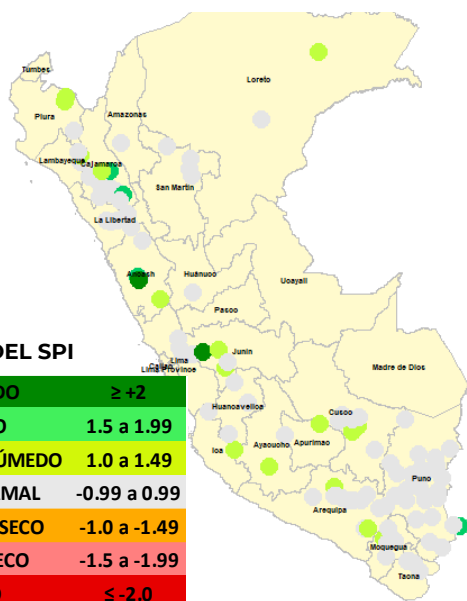 Tumbes
Loreto
Piura
Amazonas
Lambayeque
Cajamarca
San Martin
La Libertad
Ancash
Huánuco
Ucayali
Pasco
DEL SPI
Junin
Lima
Lima Province
Madre de Dios
DO ≥ +2
Huancavelica
Cusco
O 1.5 a 1.99
Ica
Ayacucho
Apurimac
ÚMEDO 1.0 a 1.49
Puno
MAL -0.99 a 0.99
Arequipa
SECO -1.0 a -1.49
Moquegua
ECO -1.5 a -1.99
Tacna
O ≤ -2.0